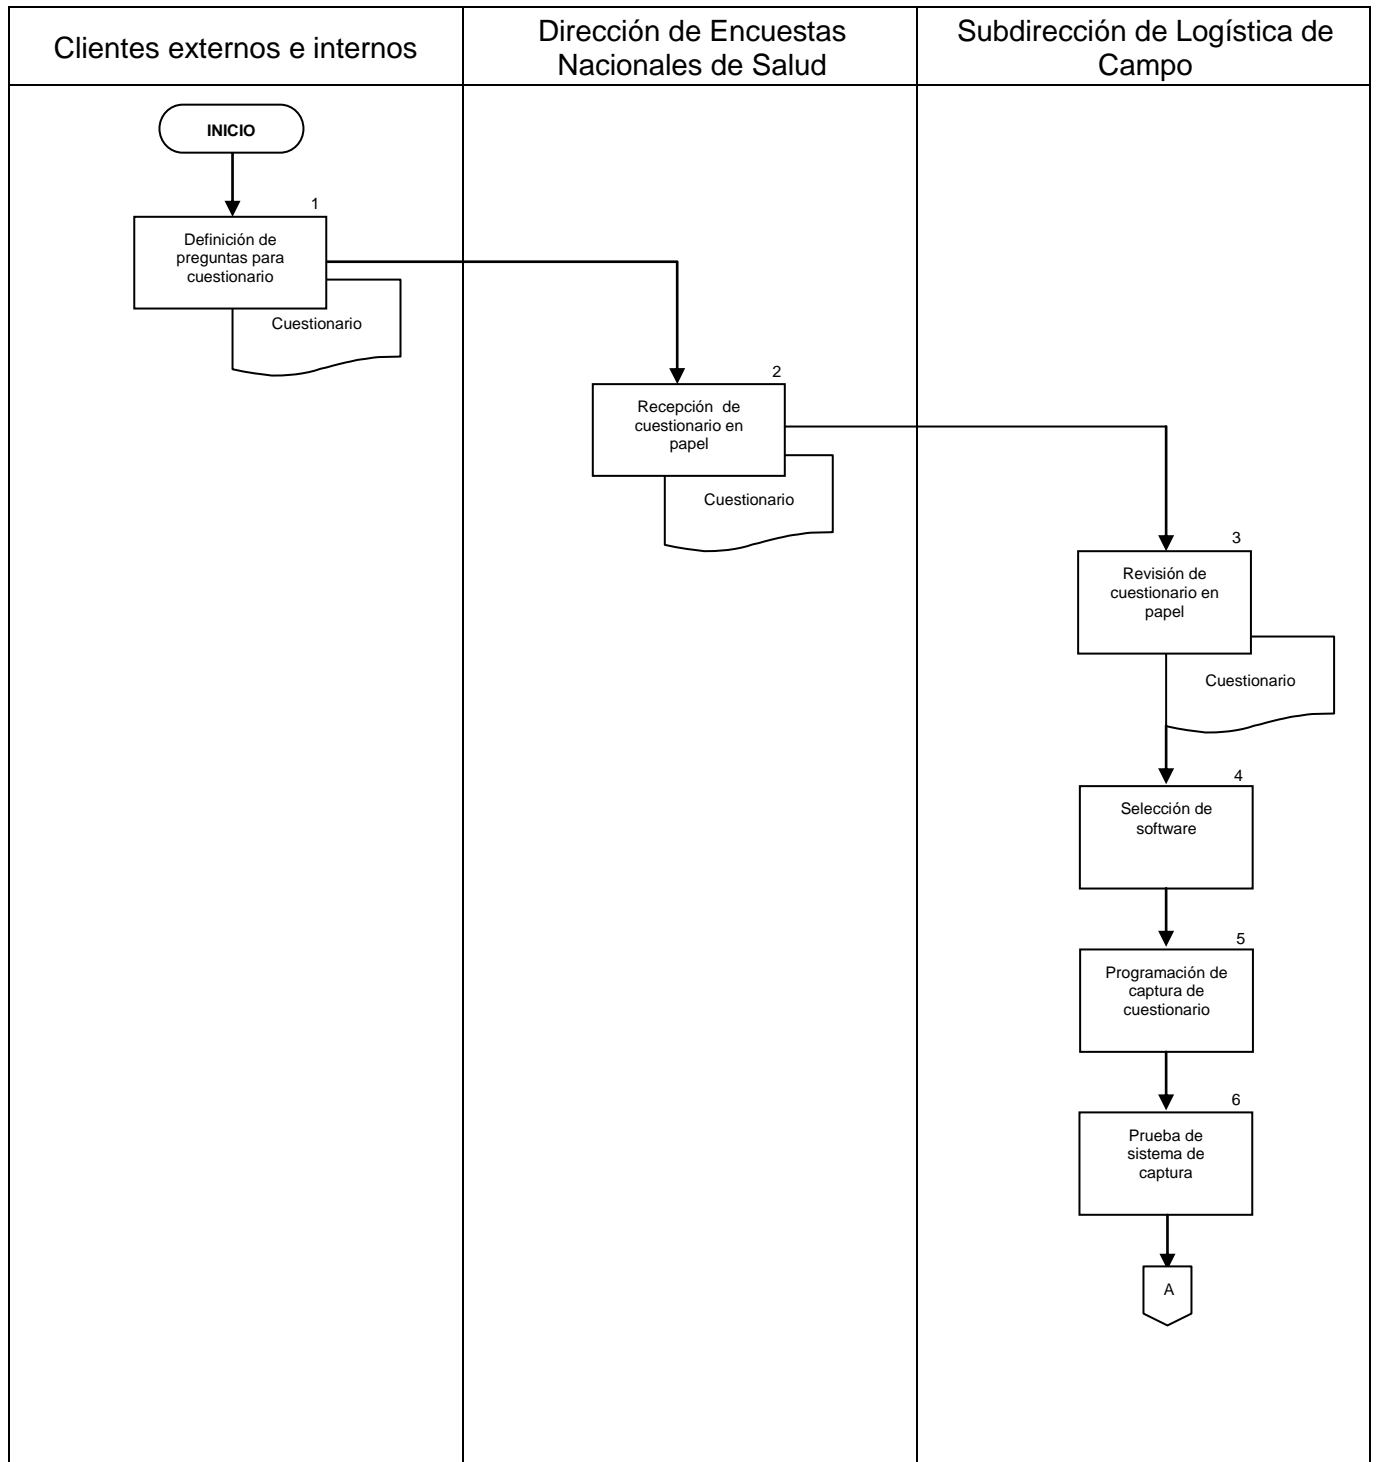 Clientes externos e internos
Dirección de Encuestas
Nacionales de Salud
Subdirección de Logística de
Campo
INICIO
1
Definición de
preguntas para
cuestionario
Cuestionario
2
Recepción de
cuestionario en
papel
Cuestionario
3
Revisión de
cuestionario en
papel
Cuestionario
4
Selección de
software
5
Programación de
captura de
cuestionario
6
Prueba de
sistema de
captura
A